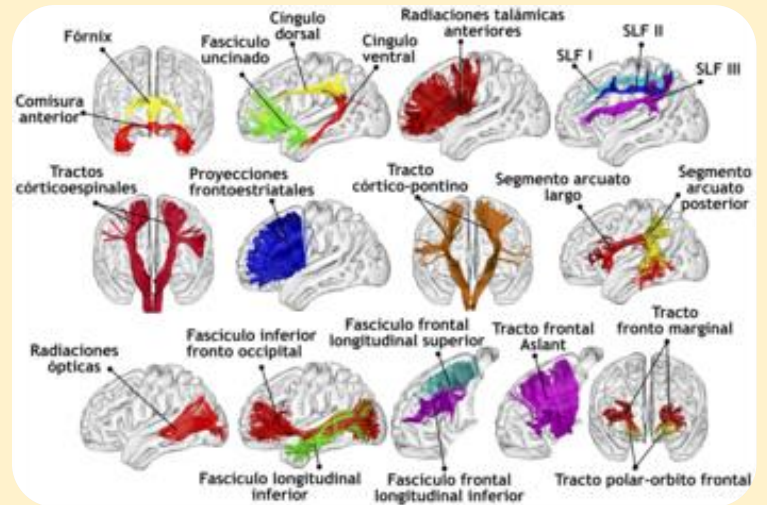 Fórnix
Comisura
anterior
Fascículo
uncinado
Cíngulo
dorsal
Cíngulo
ventral
Radiaciones talámicas
anteriores
SLF I
SLF II
SLF III
Tractos
córticoespinales
Proyecciones
frontoestriatales
Tracto
córtico-pontino
Segmento arcuato
largo
Segmento
arcuato
posterior
Radiaciones
ópticas
Fascículo inferior
fronto occipital
Fascículo longitudinal
inferior
Fascículo frontal
longitudinal superior
Fascículo frontal
longitudinal inferior
Tracto frontal
Aslant
Tracto
fronto marginal
Tracto polar-orbito frontal